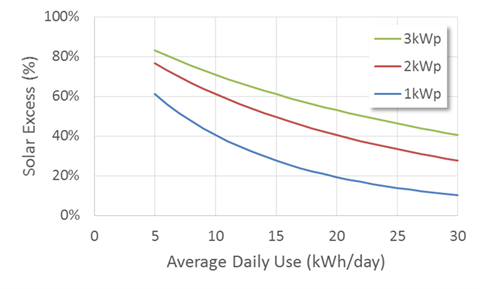 100%
80%
60%
40%
20%
0%
Solar Excess (%)
3kWp
2kWp
1kWp
0 5 10 15 20 25 30
Average Daily Use (kWh/day)